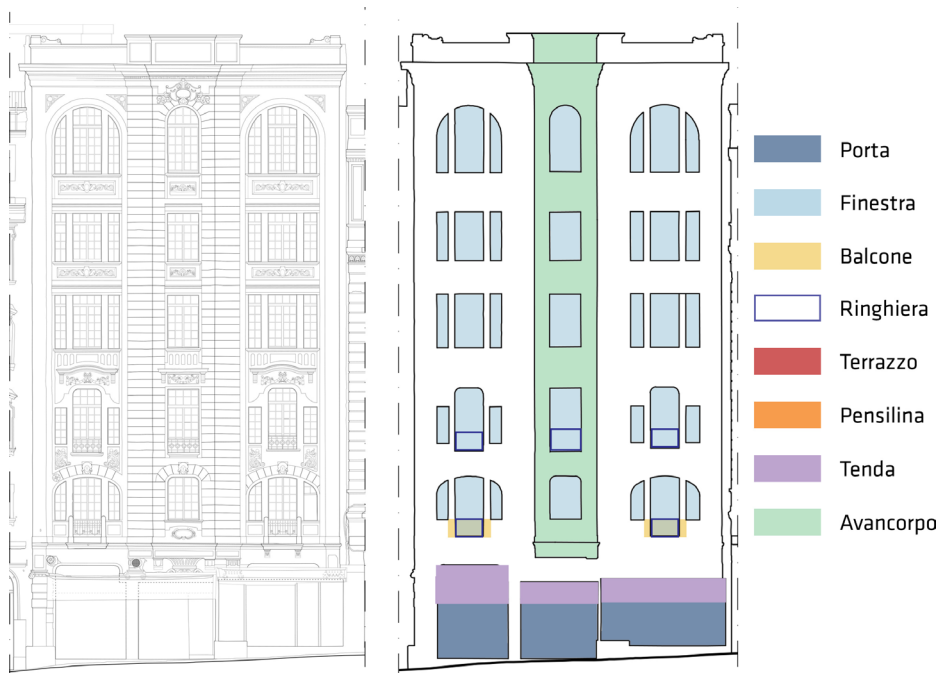 Porta
Finestra
Balcone
Ringhiera
Terrazzo
Pensilina
Tenda
Avancorpo